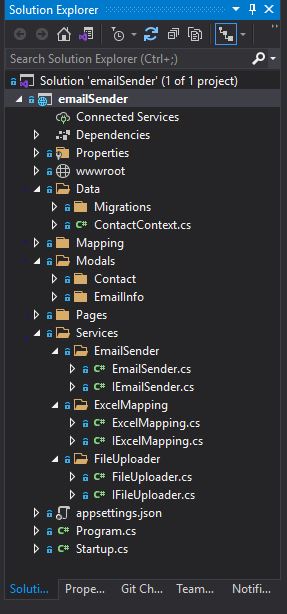 Solution Explorer
Search Solution Explorer (Ctrl+;)
Solution 'emailSender' (1 of 1 project)
emailSender
Connected Services
Dependencies
Properties
wwwroot
Data
Migrations
C# ContactContext.cs
Mapping
Modals
Contact
EmailInfo
Pages
Services
EmailSender
C# EmailSender.cs
C# IEmailSender.cs
ExcelMapping
C# ExcelMapping.cs
C# IExcelMapping.cs
FileUploader
C# FileUploader.cs
C# IFileUploader.cs
appsettings.json
C# Program.cs
C# Startup.cs
Soluti... Prope... Git Ch... Team... Notifi...